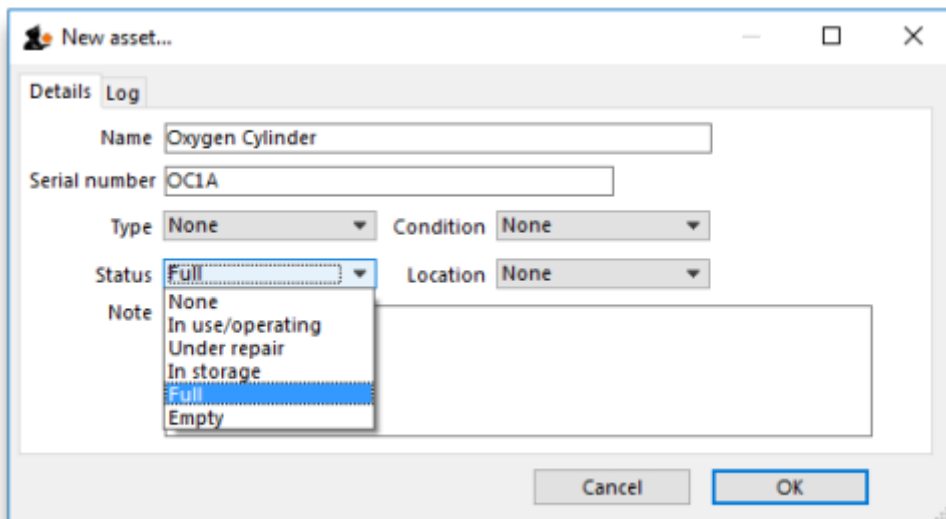 New asset...
Details Log
Name Oxygen Cylinder
Serial number OC1A
Type None Condition None
Status Full Location None
Note
None
In use/operating
Under repair
In storage
Full
Empty
Cancel OK